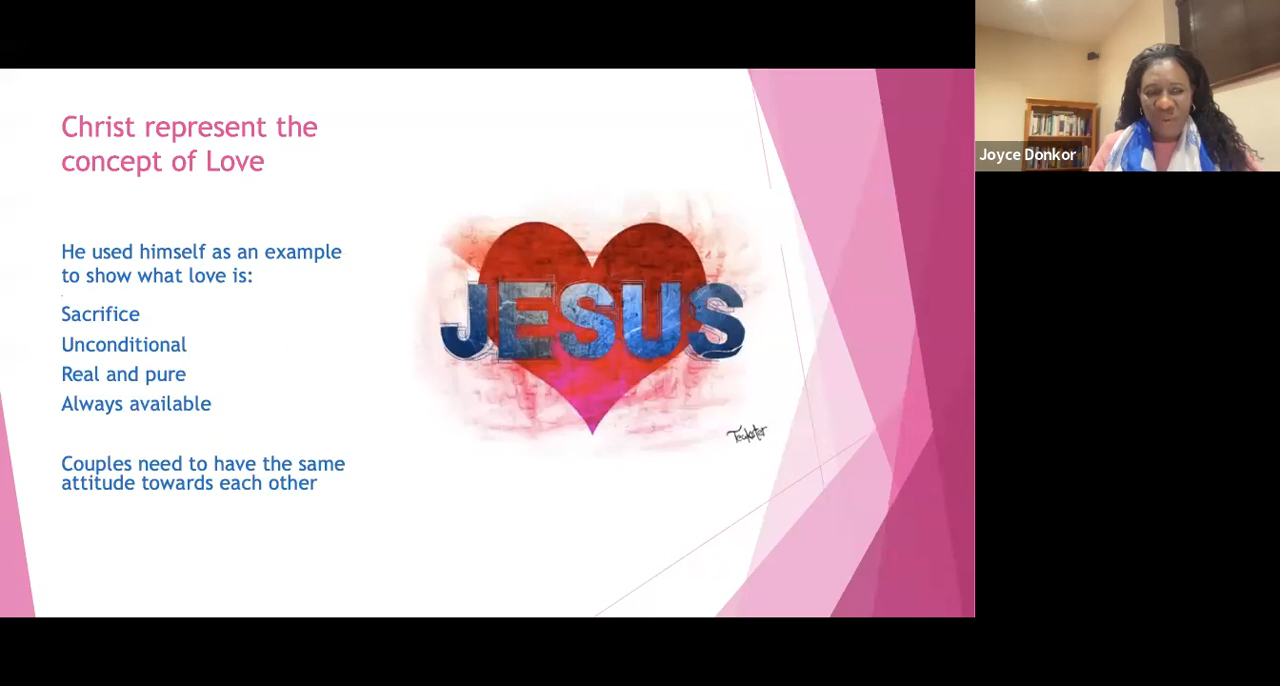 Christ represent the
concept of Love
He used himself as an example
to show what love is:
Sacrifice
Unconditional
Real and pure
Always available
Couples need to have the same
attitude towards each other
JESUS
Joyce Donkor